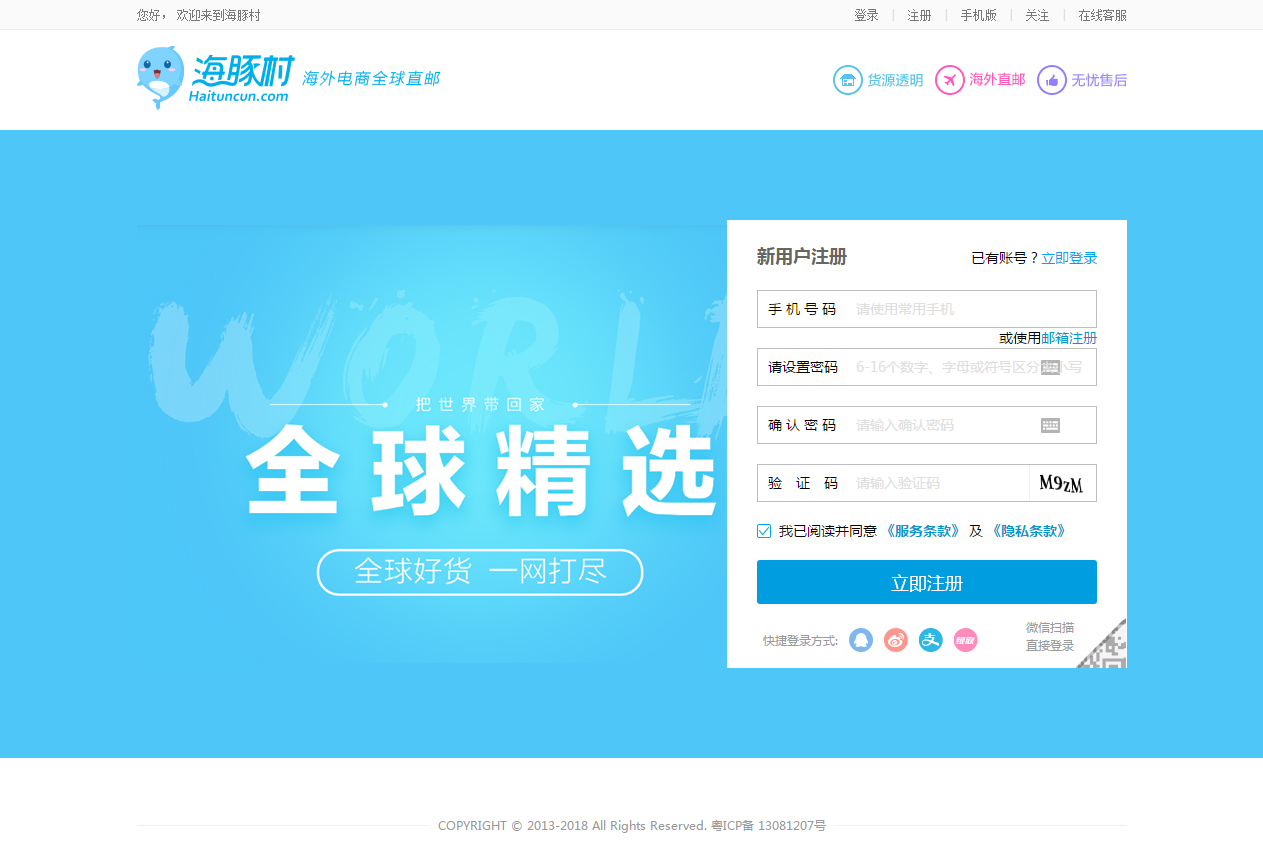 您好， 欢迎来到海豚村
登录 | 注册 | 手机版 | 关注 | 在线客服
海豚村
Haituncun.com
海外电商全球直邮
货源透明 海外直邮 无忧售后
WORL
把世界带回家
全球精选
全球好货 一网打尽
新用户注册
已有账号？立即登录
手机号码 请使用常用手机
或使用邮箱注册
请设置密码 6-16个数字、字母或符号区分小写
确认密码 请输入确认密码
验证码 请输入验证码 M9zM
我已阅读并同意 《服务条款》 及 《隐私条款》
立即注册
快捷登录方式: 支 银联
微信扫描
直接登录
COPYRIGHT © 2013-2018 All Rights Reserved. 粤ICP备 13081207号